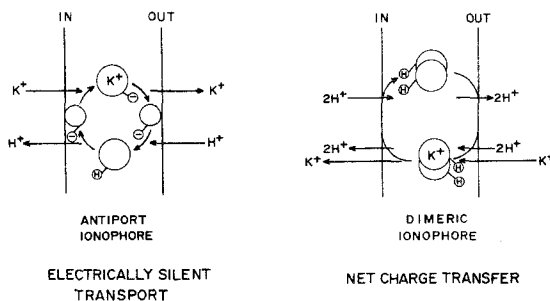 IN OUT
K⁺
K⁺ K⁺
⊖
⊖
⊖
H⁺ H⁺
H
ANTIPORT
IONOPHORE
ELECTRICALLY SILENT
TRANSPORT
IN OUT
H
H
2H⁺ 2H⁺
2H⁺ 2H⁺
K⁺ K⁺ K⁺
H
H
DIMERIC
IONOPHORE
NET CHARGE TRANSFER